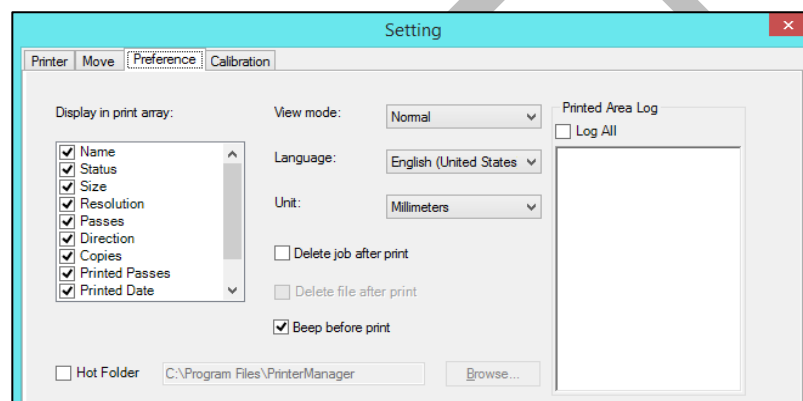 Setting
Printer Move Preference Calibration
Display in print array:
Name
Status
Size
Resolution
Passes
Direction
Copies
Printed Passes
Printed Date
View mode: Normal
Language: English (United States
Unit: Millimeters
Delete job after print
Delete file after print
Beep before print
Printed Area Log
Log All
Hot Folder C:\Program Files\PrinterManager Browse...